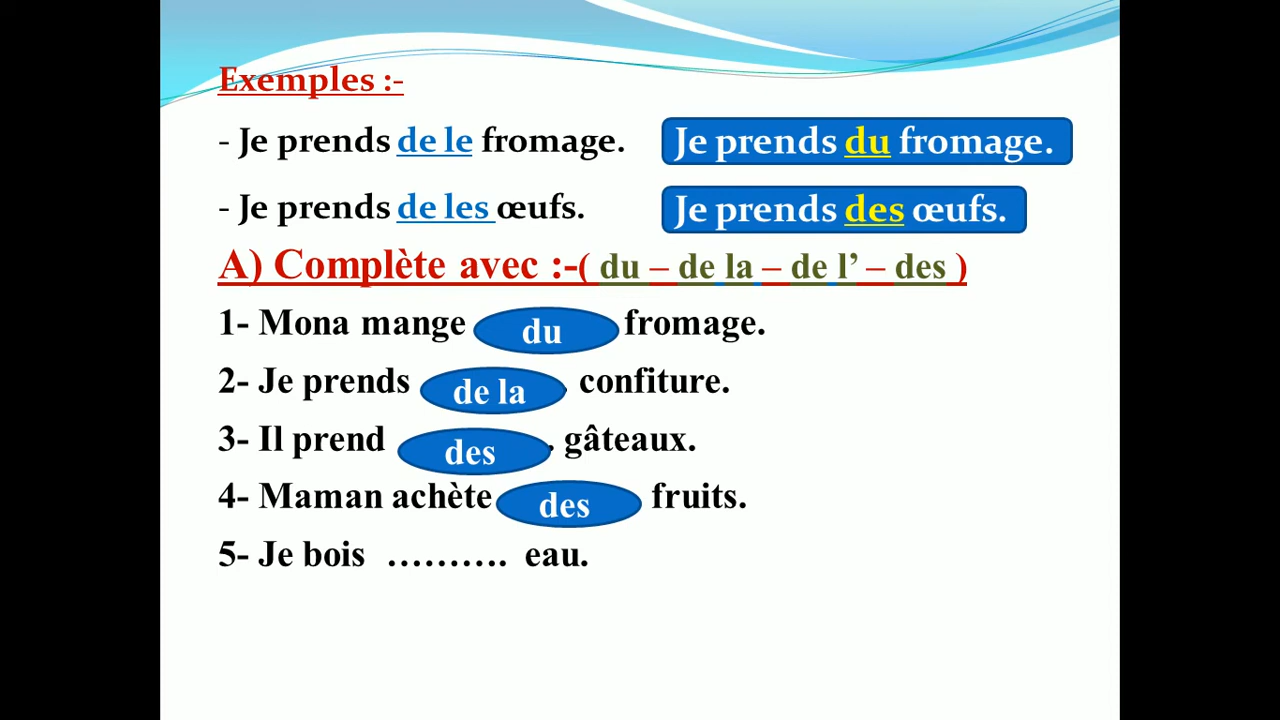 Exemples :-
- Je prends de le fromage. Je prends du fromage.
- Je prends de les œufs. Je prends des œufs.
A) Complète avec :-( du – de la – de l’ – des )
1- Mona mange du fromage.
2- Je prends de la . confiture.
3- Il prend des . gâteaux.
4- Maman achète des fruits.
5- Je bois ………. eau.